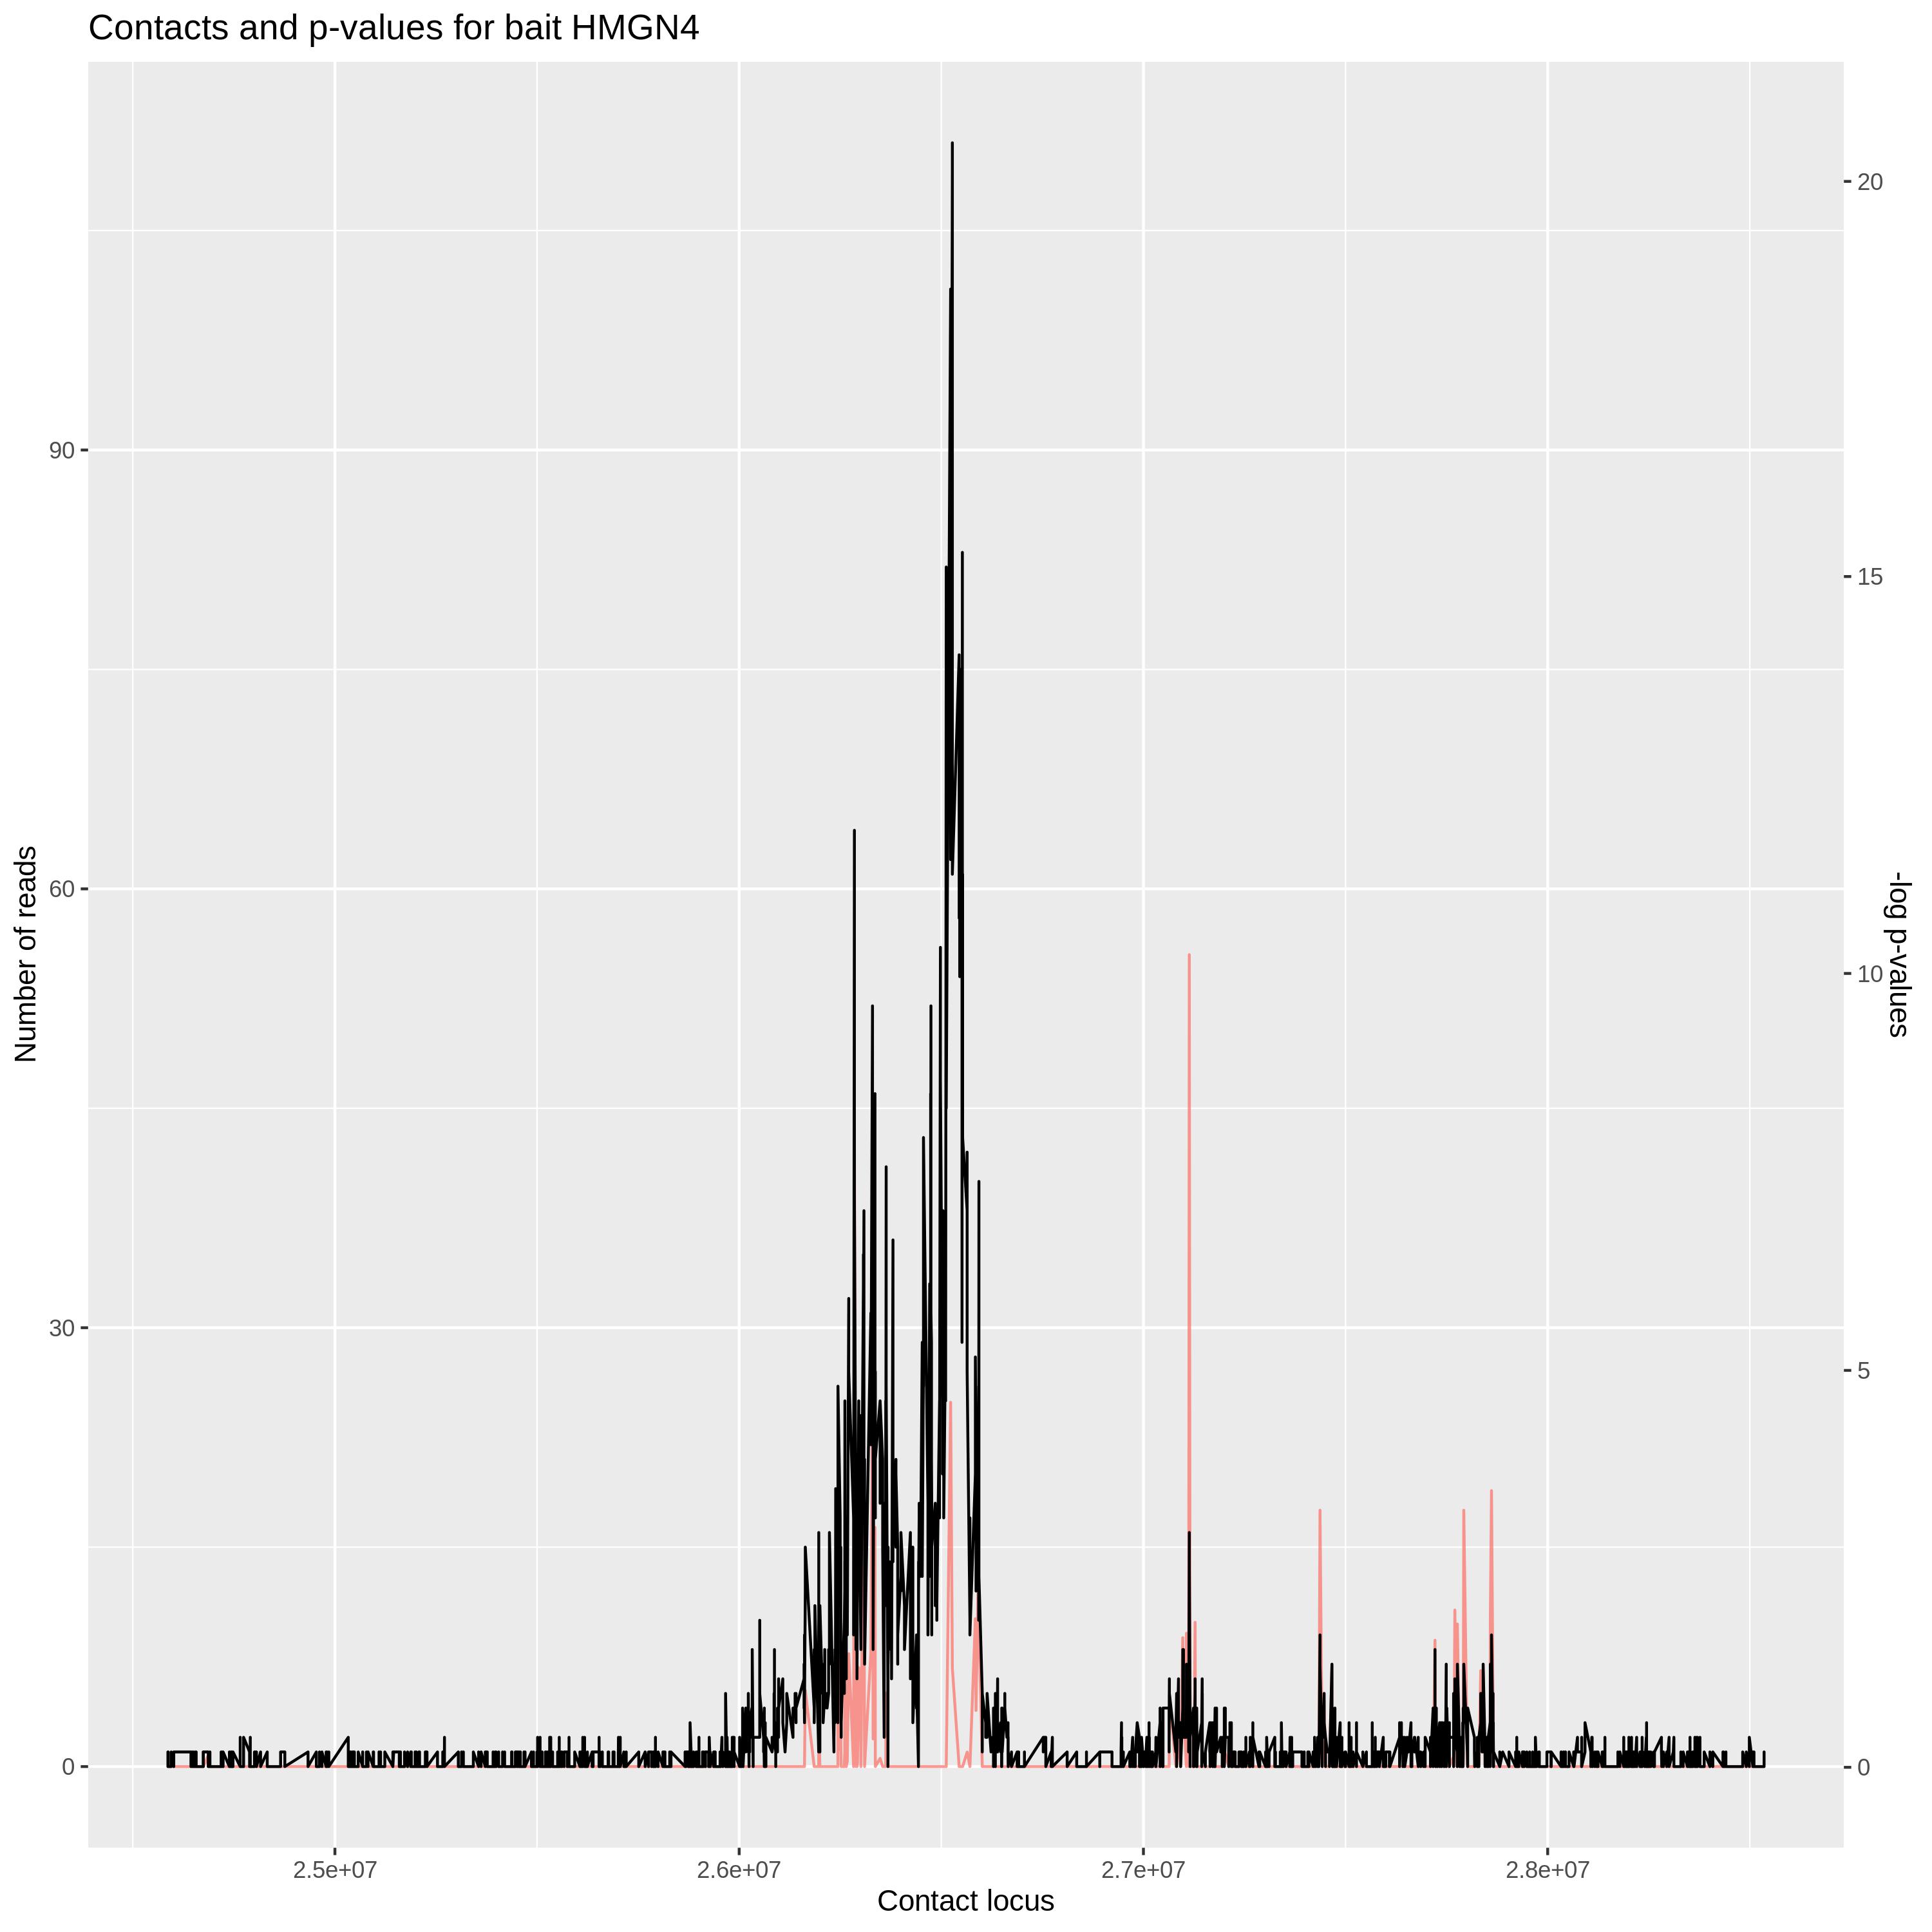 Contacts and p-values for bait HMGN4
20
90
15
60
10
30
5
0
0
Number of reads
-log p-values
2.5e+07
2.6e+07
2.7e+07
2.8e+07
Contact locus